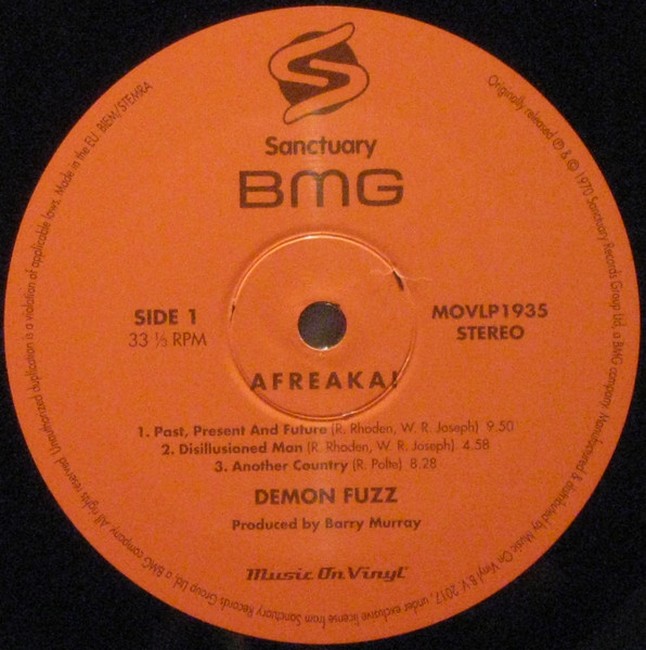 Sanctuary
BMG
SIDE 1
33 ⅓ RPM
MOVLP1935
STEREO
AFREAKA!
1. Past, Present And Future (R. Rhoden, W. R. Joseph) 9.50
2. Disillusioned Man (R. Rhoden, W. R. Joseph) 4.58
3. Another Country (R. Polte) 8.28
DEMON FUZZ
Produced by Barry Murray
Music On Vinyl
Originally released ℗ & © 1970 Sanctuary Records Group Ltd, a BMG company. Manufactured & distributed by Music On Vinyl B.V. 2017, under exclusive license from Sanctuary Records Group Ltd, a BMG company. All rights reserved. Unauthorized duplication is a violation of applicable laws. Made in the EU. BIEM/STEMRA